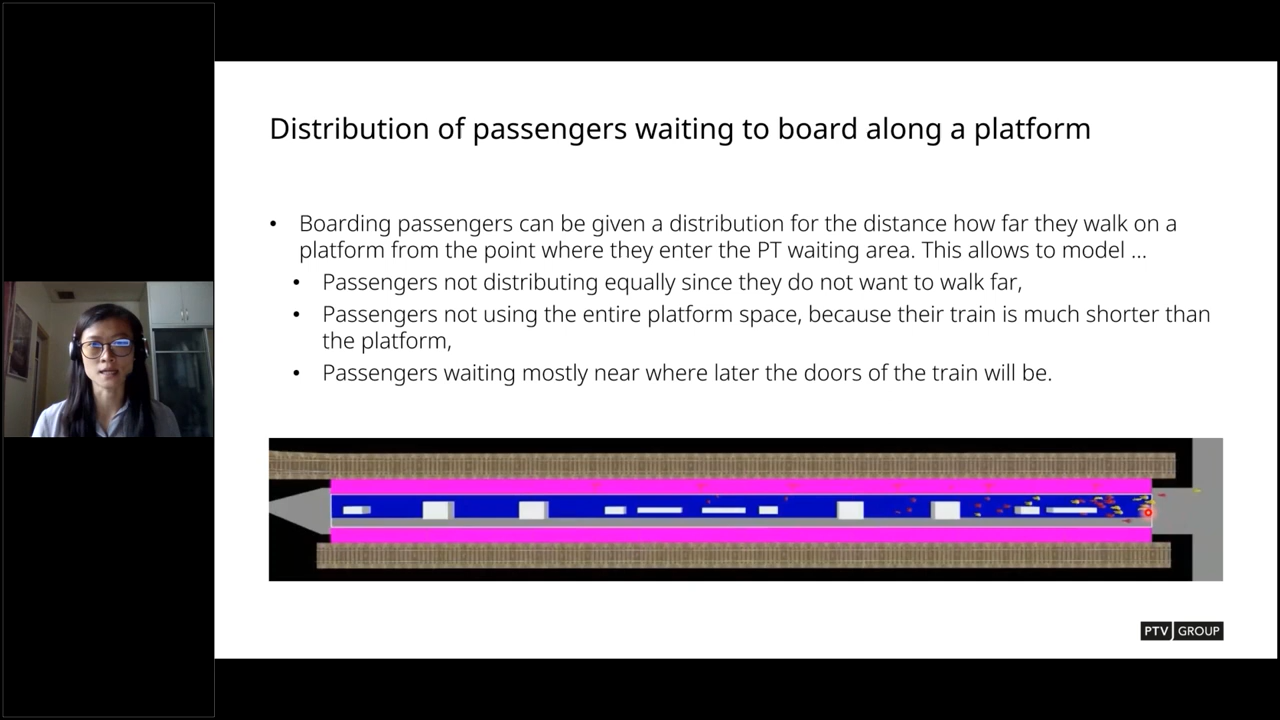 Distribution of passengers waiting to board along a platform
• Boarding passengers can be given a distribution for the distance how far they walk on a
platform from the point where they enter the PT waiting area. This allows to model ...
• Passengers not distributing equally since they do not want to walk far,
• Passengers not using the entire platform space, because their train is much shorter than
the platform,
• Passengers waiting mostly near where later the doors of the train will be.
PTV GROUP